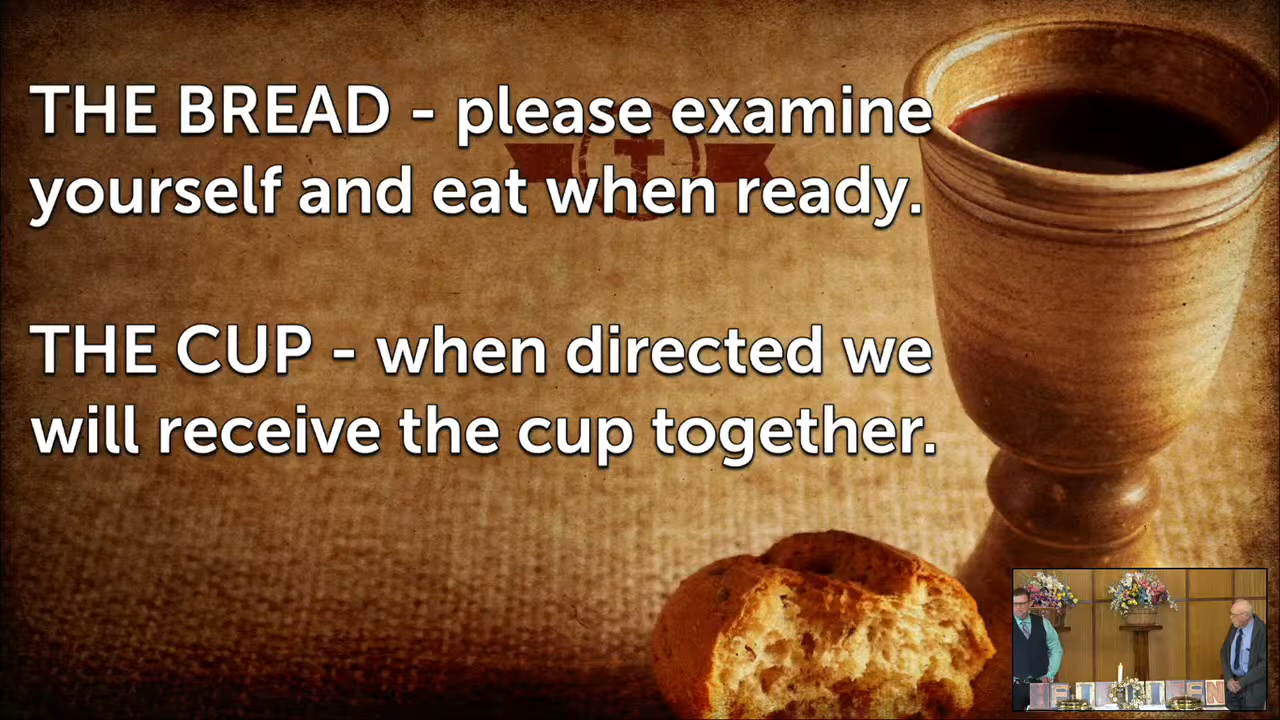 THE BREAD - please examine
yourself and eat when ready.
THE CUP - when directed we
will receive the cup together.